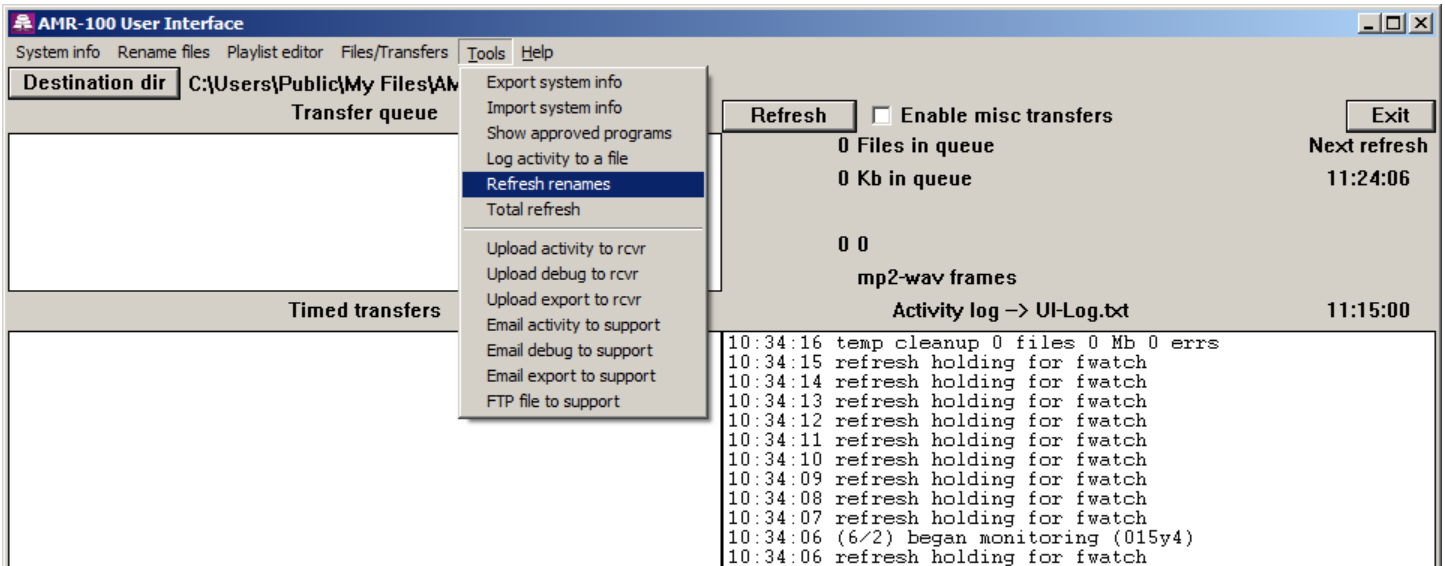 AMR-100 User Interface
System info Rename files Playlist editor Files/Transfers Tools Help
Destination dir C:\Users\Public\My Files\AM
Transfer queue
Export system info
Import system info
Show approved programs
Log activity to a file
Refresh renames
Total refresh
Upload activity to rcvr
Upload debug to rcvr
Upload export to rcvr
Email activity to support
Email debug to support
Email export to support
FTP file to support
Refresh Enable misc transfers Exit
0 Files in queue Next refresh
0 Kb in queue 11:24:06
0 0
mp2-wav frames
Timed transfers Activity log –> UI-Log.txt 11:15:00
10:34:16 temp cleanup 0 files 0 Mb 0 errs
10:34:15 refresh holding for fwatch
10:34:14 refresh holding for fwatch
10:34:13 refresh holding for fwatch
10:34:12 refresh holding for fwatch
10:34:11 refresh holding for fwatch
10:34:10 refresh holding for fwatch
10:34:09 refresh holding for fwatch
10:34:08 refresh holding for fwatch
10:34:07 refresh holding for fwatch
10:34:06 (6/2) began monitoring (015y4)
10:34:06 refresh holding for fwatch